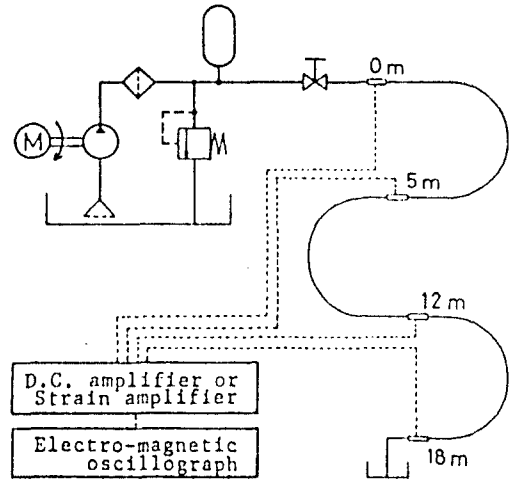 0 m
M
5 m
12 m
D.C. amplifier or
Strain amplifier
Electro-magnetic
oscillograph
18 m